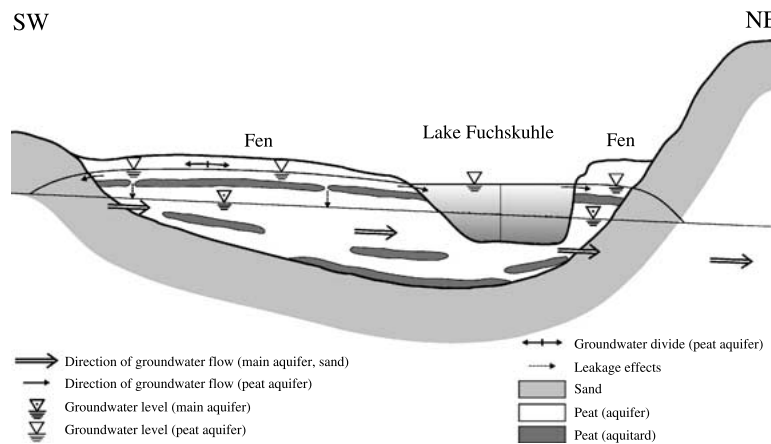 SW
NE
Fen
Lake Fuchskuhle
Fen
Direction of groundwater flow (main aquifer, sand)
Direction of groundwater flow (peat aquifer)
Groundwater level (main aquifer)
Groundwater level (peat aquifer)
Groundwater divide (peat aquifer)
Leakage effects
Sand
Peat (aquifer)
Peat (aquitard)